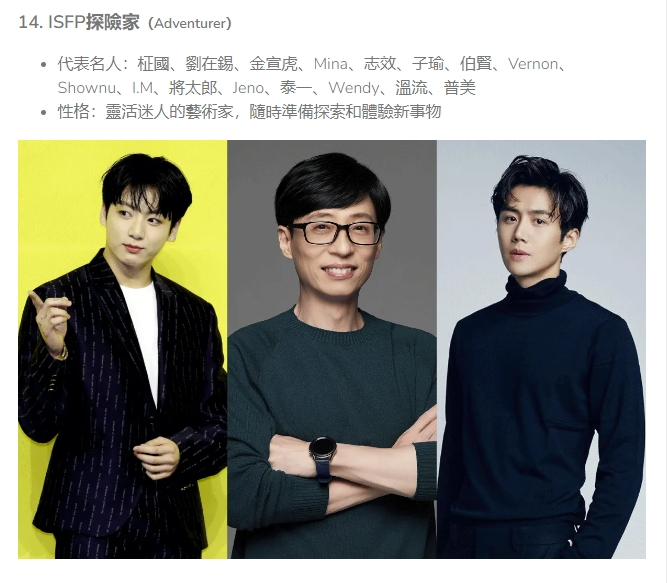 14. ISFP探險家（Adventurer）
• 代表名人：柾國、劉在錫、金宣虎、Mina、志效、子瑜、伯賢、Vernon、
Shownu、I.M、將太郎、Jeno、泰一、Wendy、溫流、普美
• 性格：靈活迷人的藝術家，隨時準備探索和體驗新事物